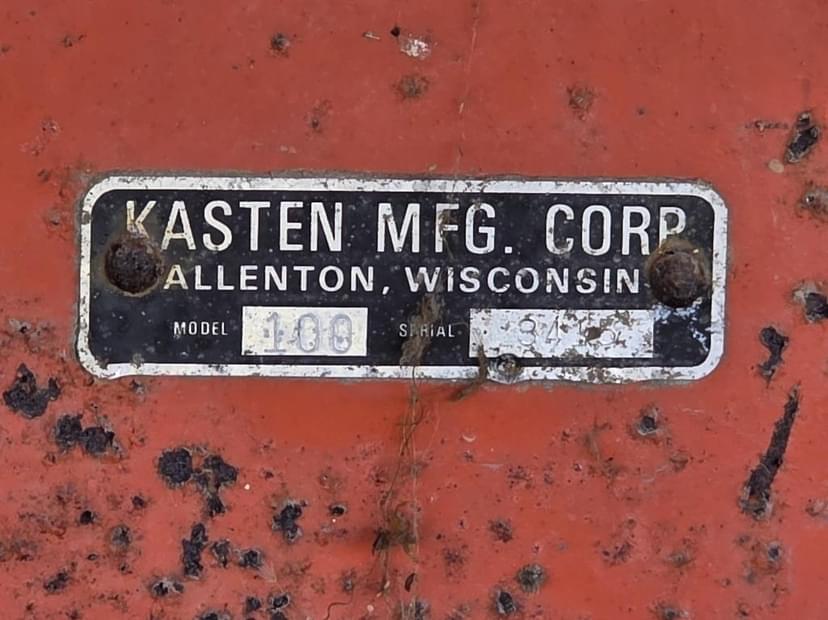 KASTEN MFG. CORP.
ALLENTON, WISCONSIN
MODEL 100 SERIAL